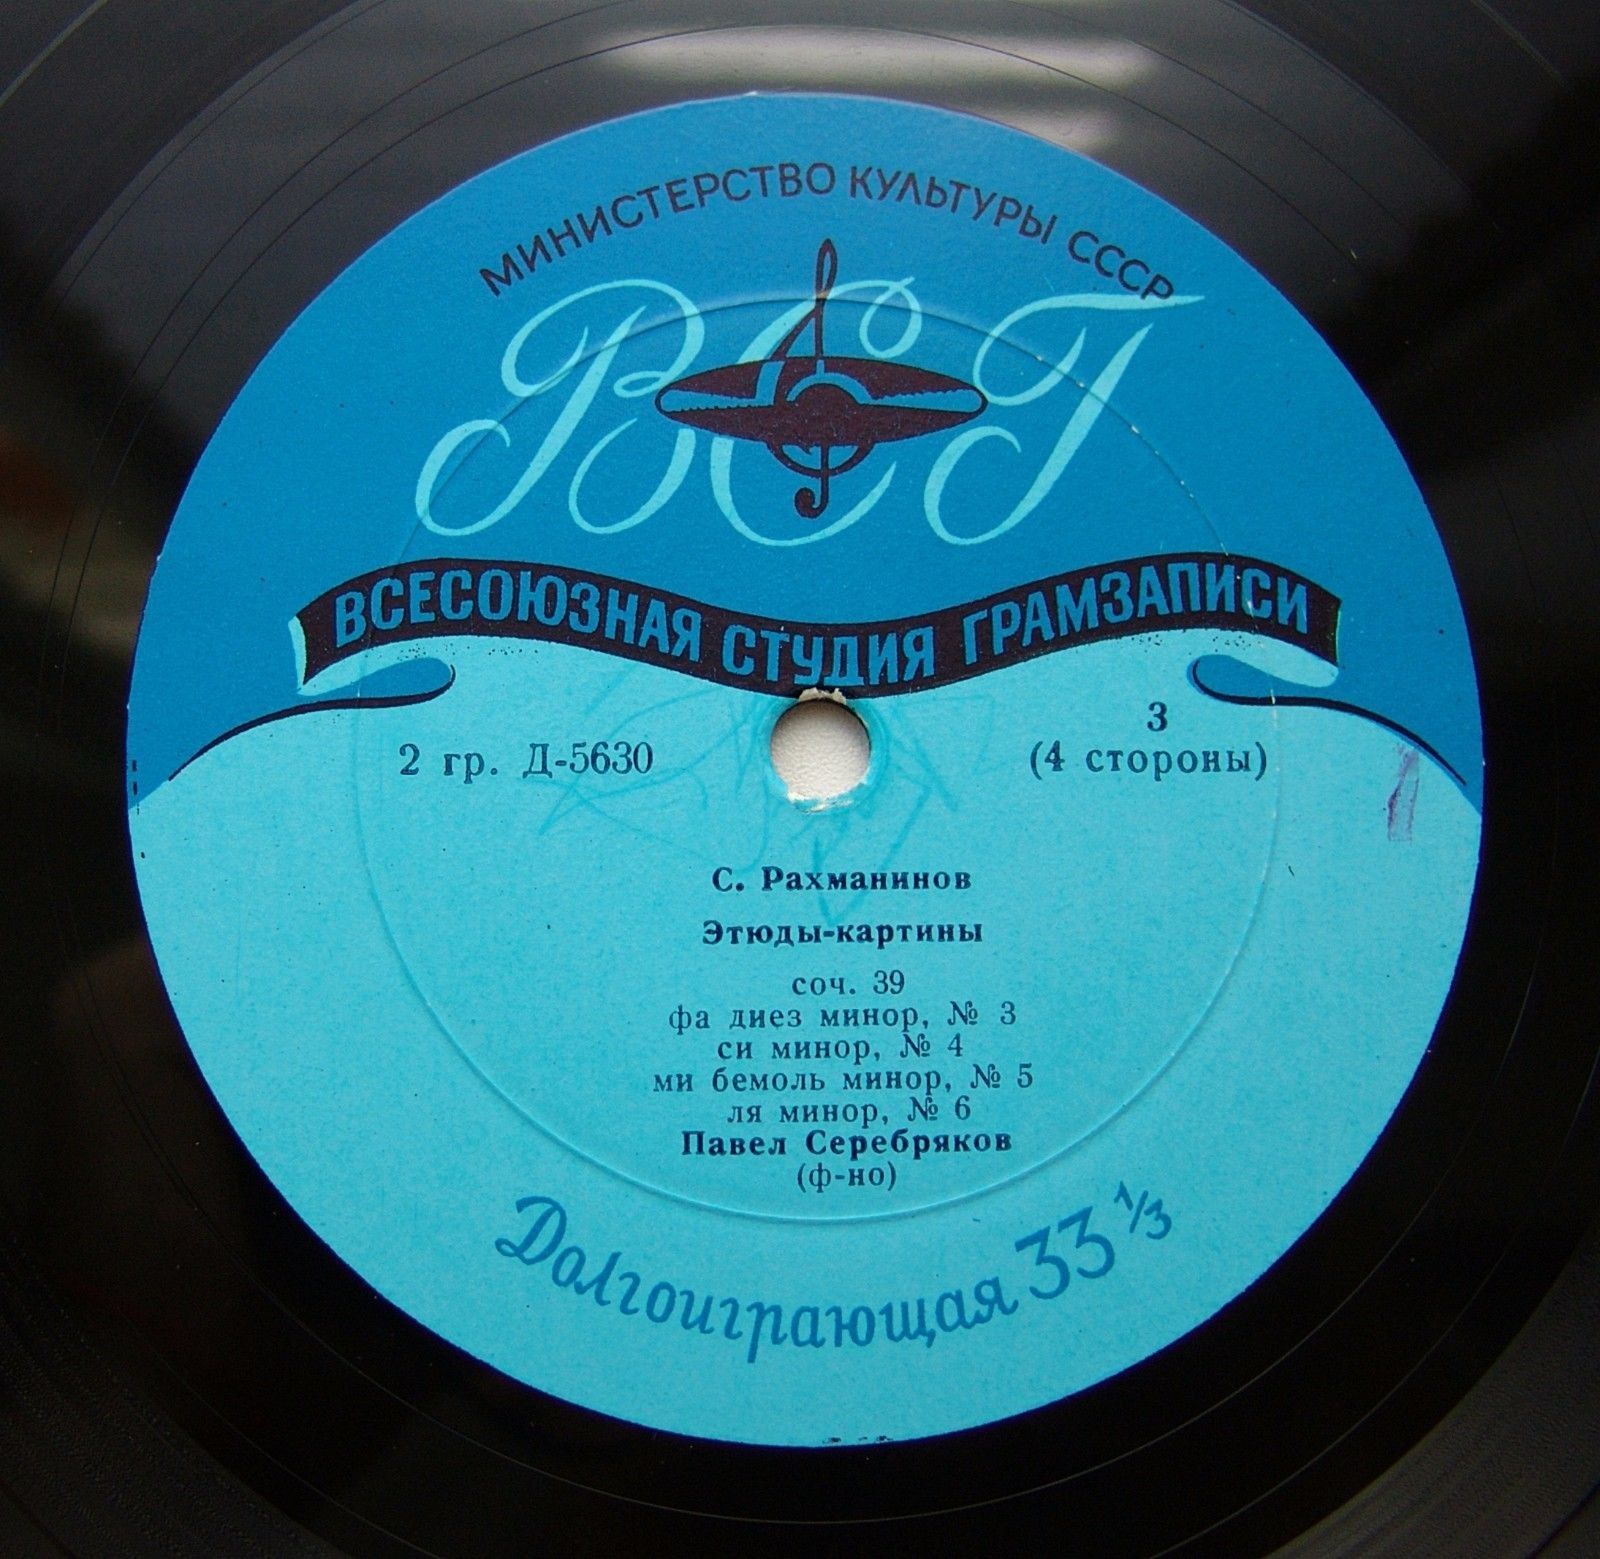 МИНИСТЕРСТВО КУЛЬТУРЫ СССР
ВСГ
ВСЕСОЮЗНАЯ СТУДИЯ ГРАМЗАПИСИ
2 гр. Д-5630
3
(4 стороны)
С. Рахманинов
Этюды-картины
соч. 39
фа диез минор, № 3
си минор, № 4
ми бемоль минор, № 5
ля минор, № 6
Павел Серебряков
(ф-но)
Долгоиграющая 33 1/3